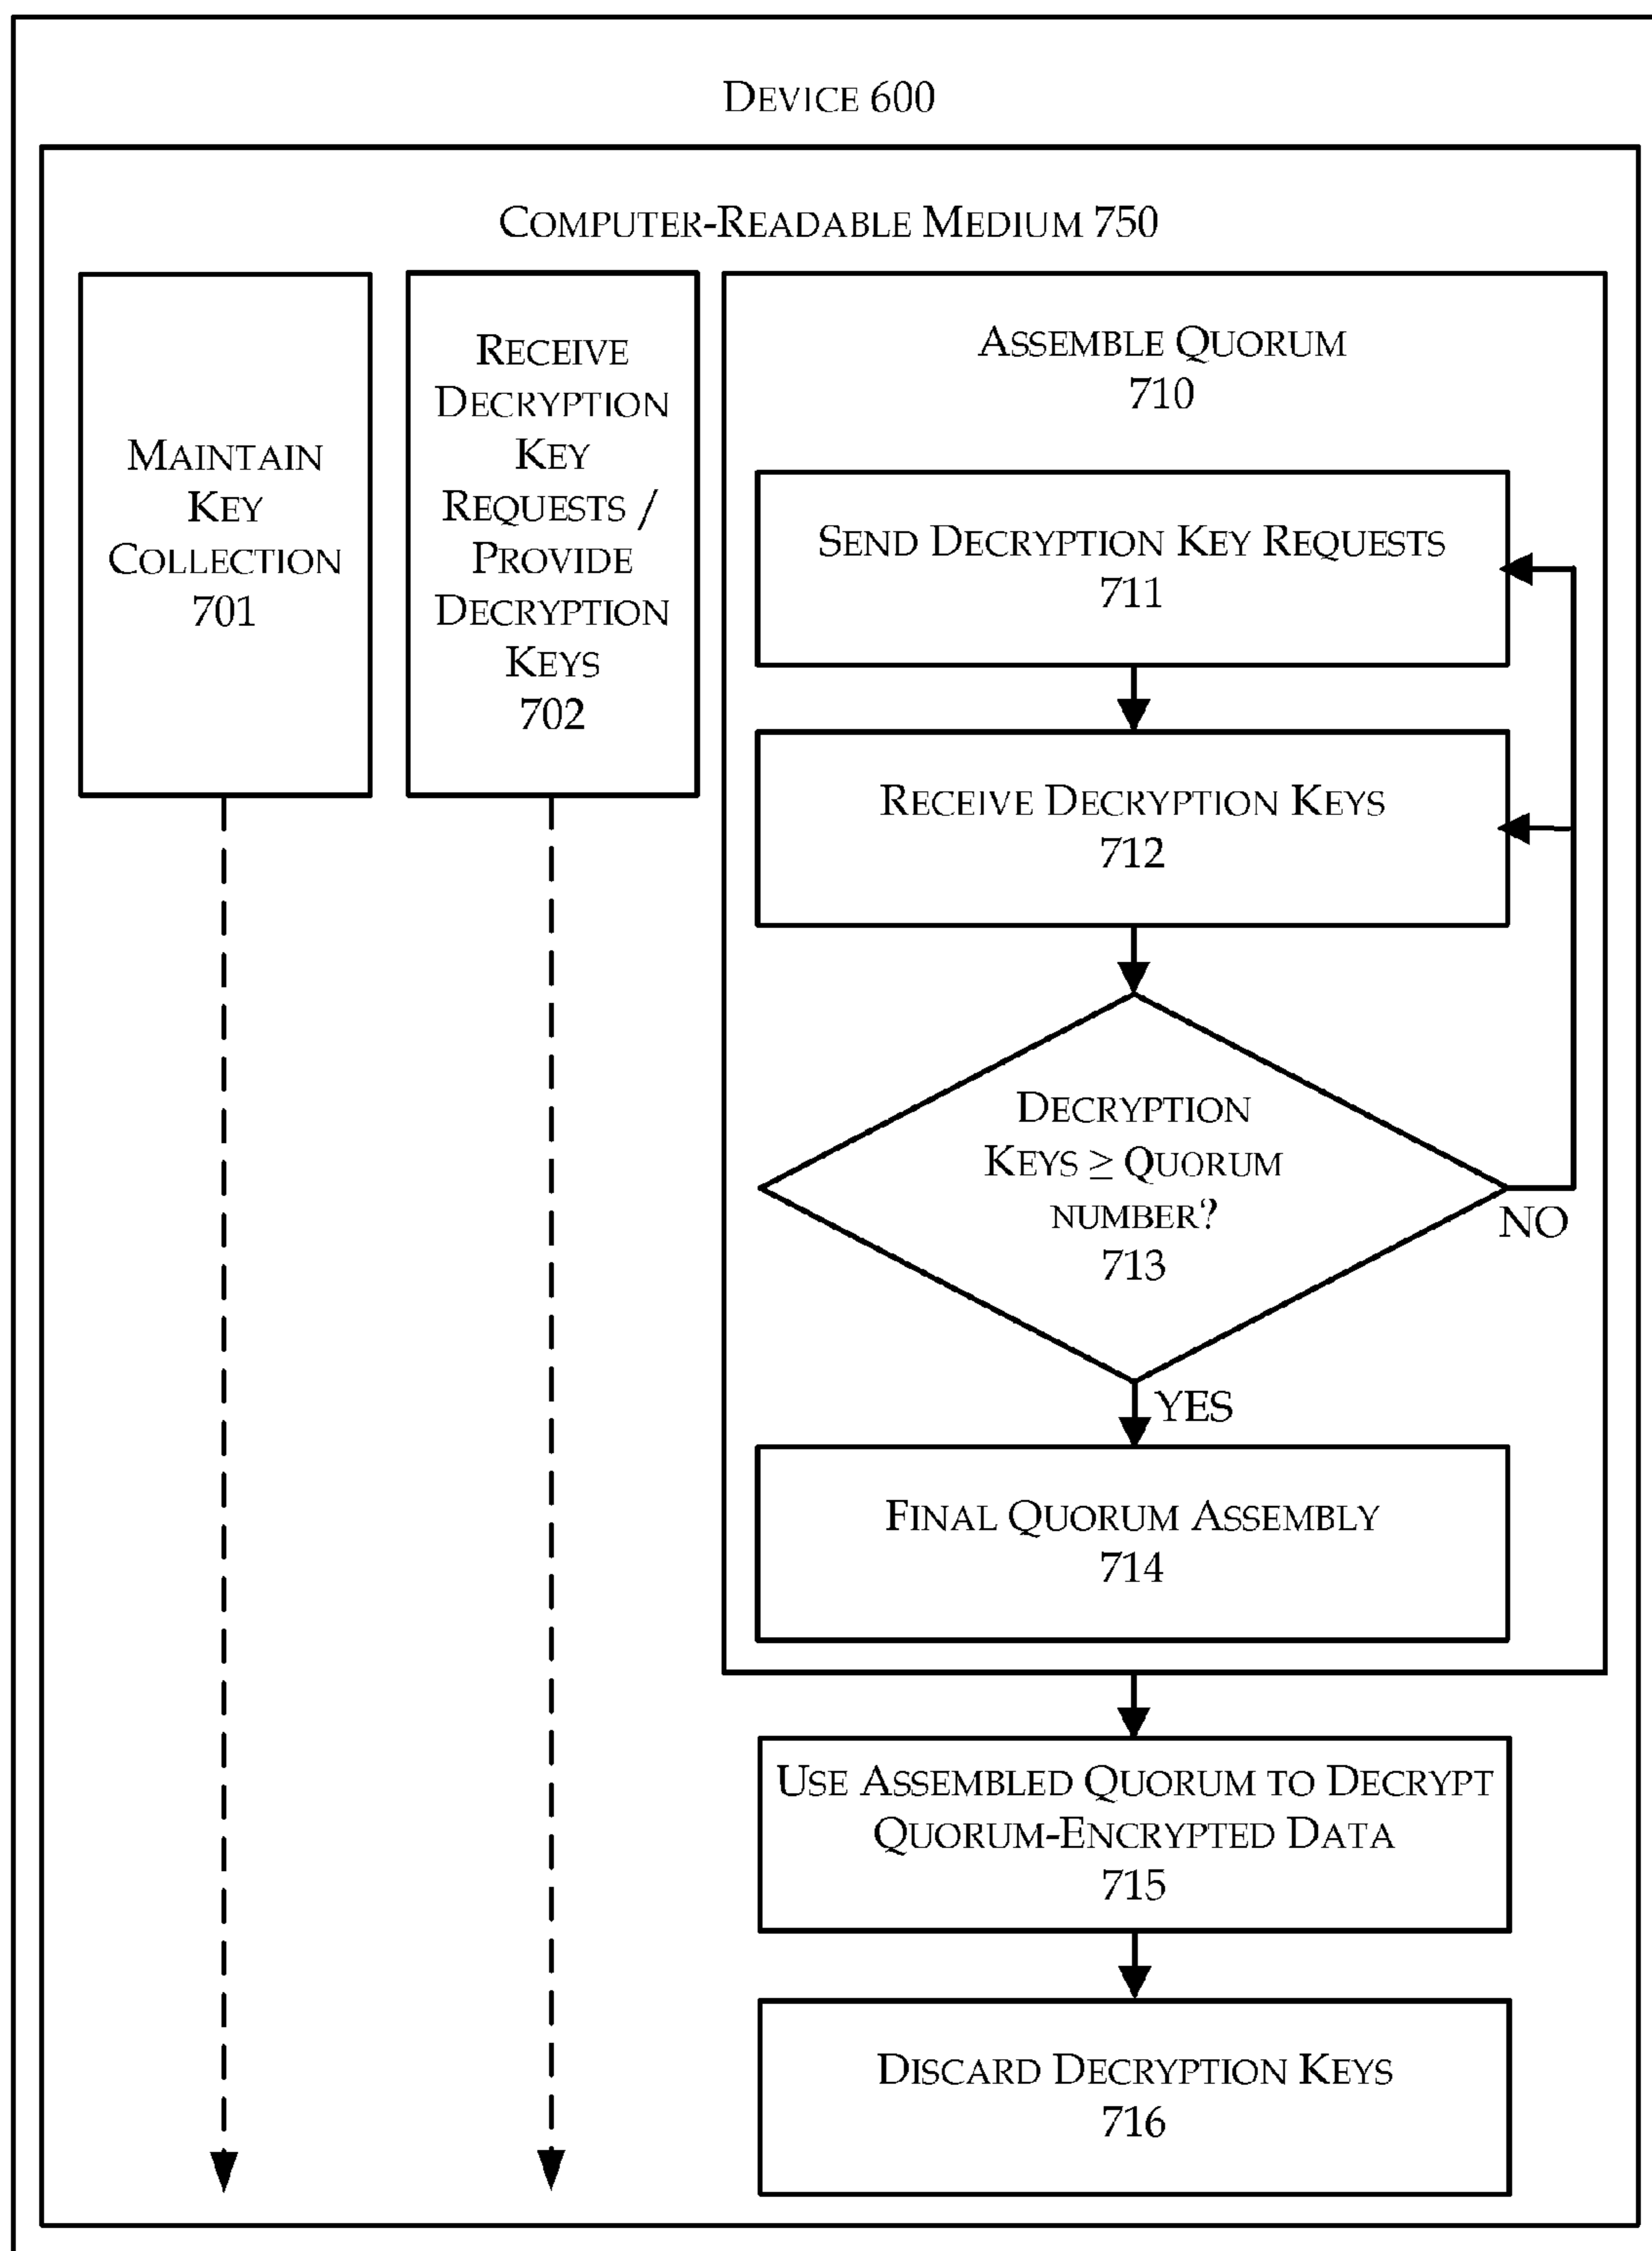 DEVICE 600
COMPUTER-READABLE MEDIUM 750
MAINTAIN
KEY
COLLECTION
701
RECEIVE
DECRYPTION
KEY
REQUESTS /
PROVIDE
DECRYPTION
KEYS
702
ASSEMBLE QUORUM
710
SEND DECRYPTION KEY REQUESTS
711
RECEIVE DECRYPTION KEYS
712
DECRYPTION
KEYS ≥ QUORUM
NUMBER?
713
NO
YES
FINAL QUORUM ASSEMBLY
714
USE ASSEMBLED QUORUM TO DECRYPT
QUORUM-ENCRYPTED DATA
715
DISCARD DECRYPTION KEYS
716